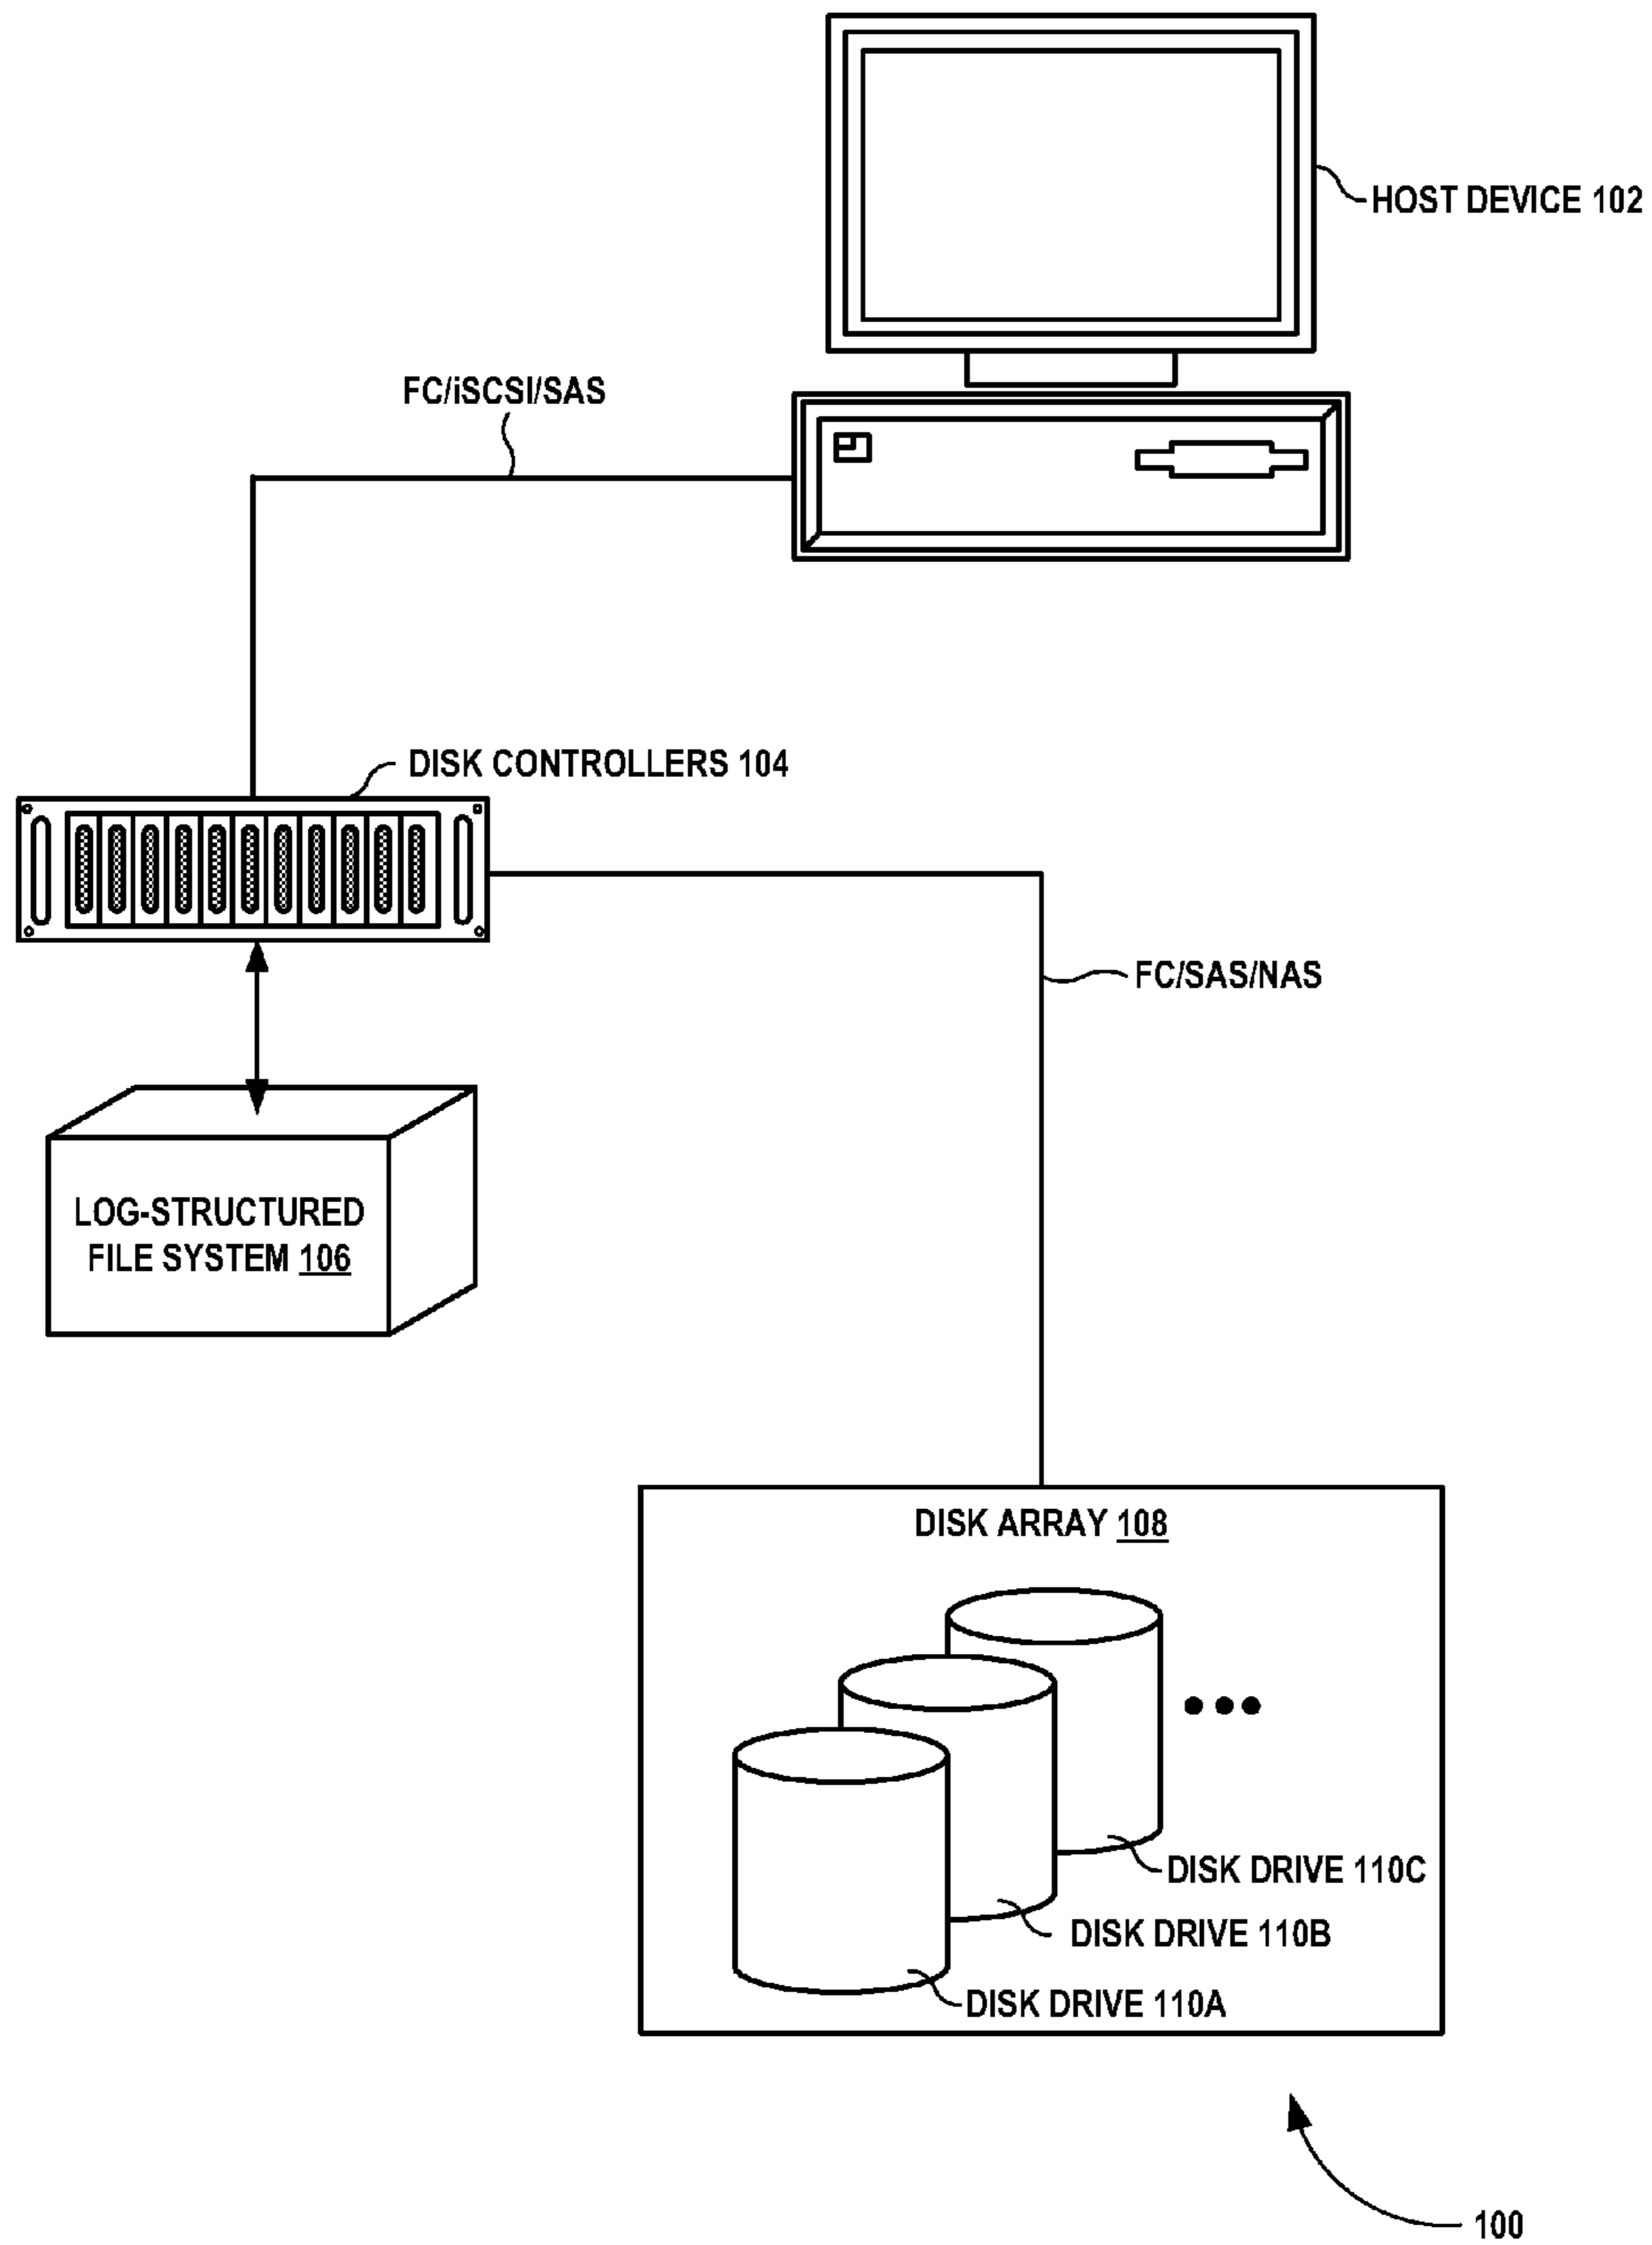 HOST DEVICE 102
FC/iSCSI/SAS
DISK CONTROLLERS 104
FC/SAS/NAS
LOG-STRUCTURED
FILE SYSTEM 106
DISK ARRAY 108
DISK DRIVE 110C
DISK DRIVE 110B
DISK DRIVE 110A
100